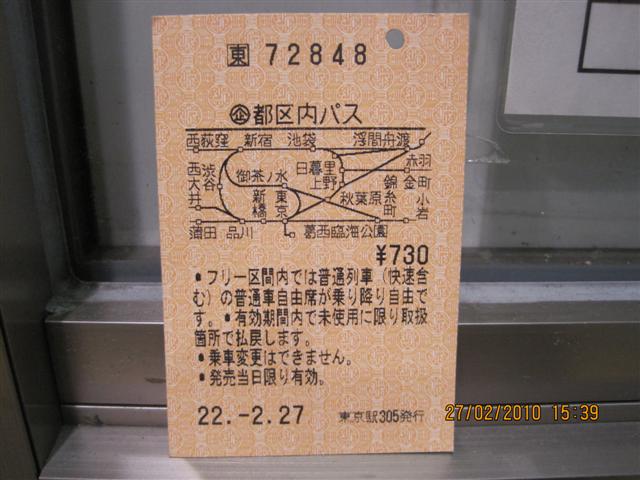 東 72848
企 都区内パス
西荻窪 新宿 池袋 浮間舟渡
日暮里 赤羽
西大井 渋谷 御茶ノ水 上野 錦糸町 金町
新橋 東京 秋葉原 小岩
蒲田 品川 葛西臨海公園
¥730
•フリー区間内では普通列車（快速含
む）の普通車自由席が乗り降り自由で
す。•有効期間内で未使用に限り取扱
箇所で払戻します。
•乗車変更はできません。
•発売当日限り有効。
22.-2.27 東京駅305発行
27/02/2010 15:39